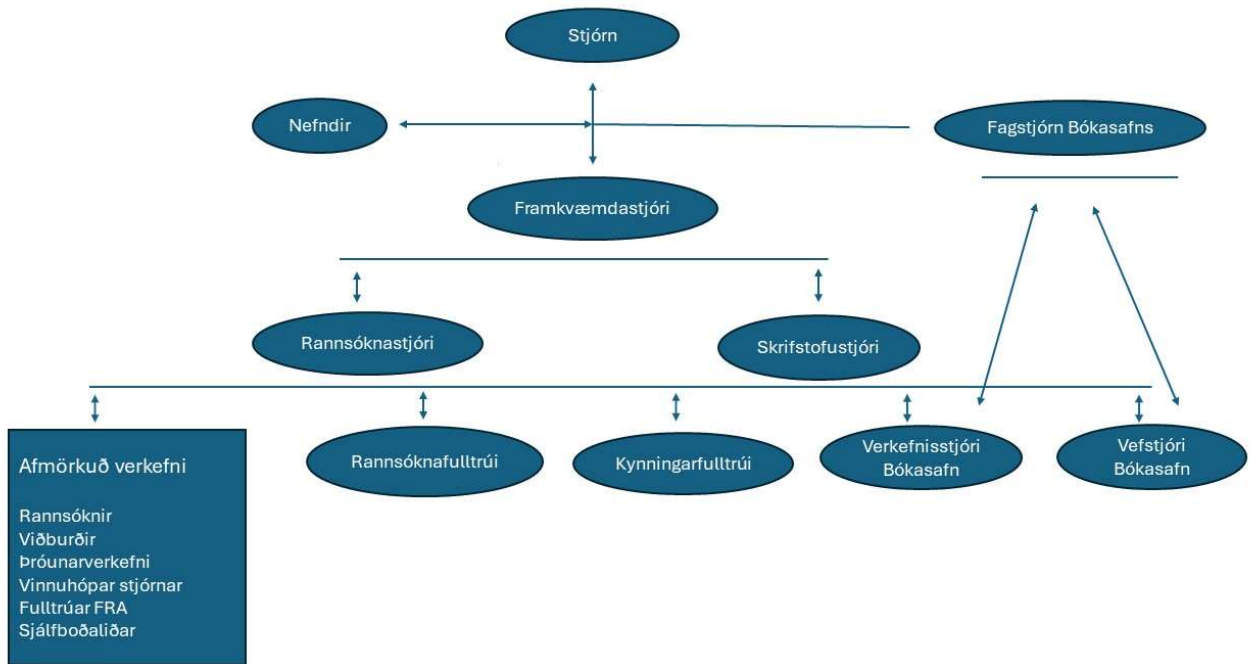 Stjórn
Nefndir
Fagstjórn Bókasafns
Framkvæmdastjóri
Rannsóknastjóri
Skrifstofustjóri
Afmörkuð verkefni
Rannsóknir
Viðburðir
Þróunarverkefni
Vinnuhópar stjórnar
Fulltrúar FRA
Sjálfboðaliðar
Rannsóknafulltrúi
Kynningarfulltrúi
Verkefnisstjóri
Bókasafn
Vefstjóri
Bókasafn